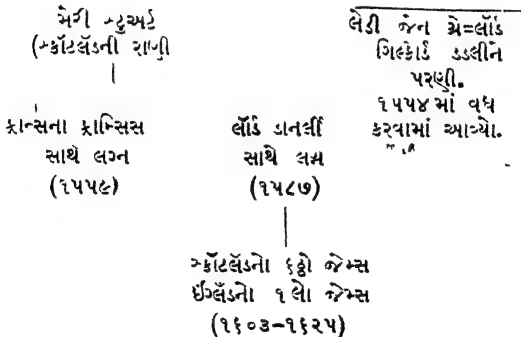 મેરી સ્ટુઅર્ટ
(સ્કૉટલૅંડની રાણી
લેડી જેન ગ્રે=લૉર્ડ
ગિલ્ફોર્ડ ડડલીને
પરણી.
૧૫૫૪માં વધ
કરવામાં આવ્યો.
ફ્રાન્સના ફ્રાન્સિસ
સાથે લગ્ન
(૧૫૫૯)
લૉર્ડ ડાર્નલી
સાથે લગ્ન
(૧૫૮૭)
સ્કૉટલૅંડનો ૬ઠ્ઠો જેમ્સ
ઈંગ્લૅંડનો ૧લો જેમ્સ
(૧૬૦૩-૧૬૨૫)